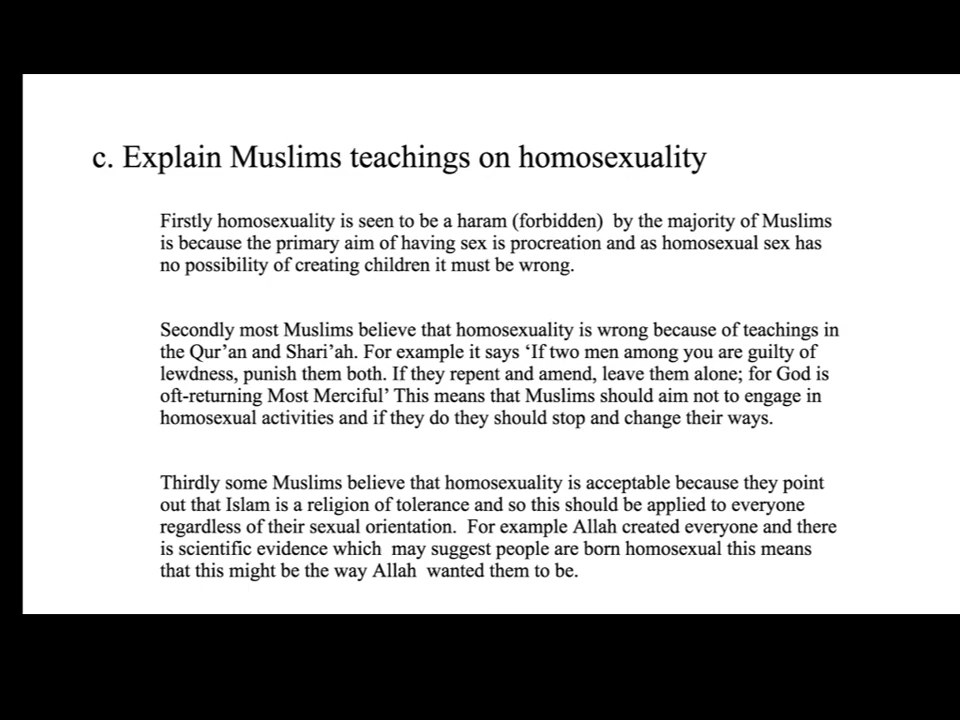 c. Explain Muslims teachings on homosexuality
Firstly homosexuality is seen to be a haram (forbidden) by the majority of Muslims
is because the primary aim of having sex is procreation and as homosexual sex has
no possibility of creating children it must be wrong.
Secondly most Muslims believe that homosexuality is wrong because of teachings in
the Qur’an and Shari’ah. For example it says ‘If two men among you are guilty of
lewdness, punish them both. If they repent and amend, leave them alone; for God is
oft-returning Most Merciful’ This means that Muslims should aim not to engage in
homosexual activities and if they do they should stop and change their ways.
Thirdly some Muslims believe that homosexuality is acceptable because they point
out that Islam is a religion of tolerance and so this should be applied to everyone
regardless of their sexual orientation. For example Allah created everyone and there
is scientific evidence which may suggest people are born homosexual this means
that this might be the way Allah wanted them to be.